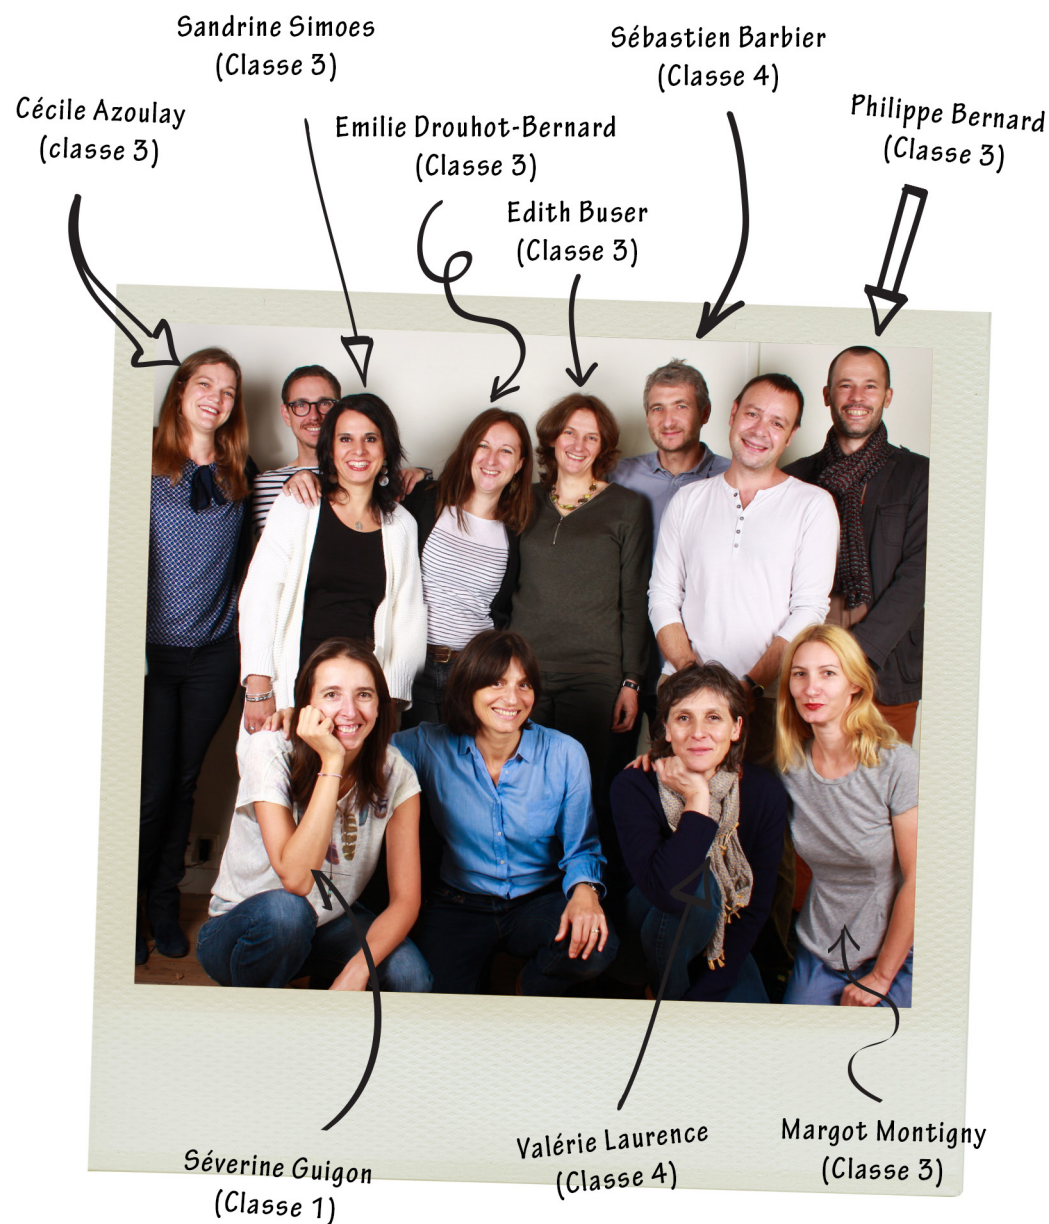 Sandrine Simoes
(Classe 3)
Sébastien Barbier
(Classe 4)
Cécile Azoulay
(classe 3)
Emilie Drouhot-Bernard
(Classe 3)
Philippe Bernard
(Classe 3)
Edith Buser
(Classe 3)
Séverine Guigon
(Classe 1)
Valérie Laurence
(Classe 4)
Margot Montigny
(Classe 3)